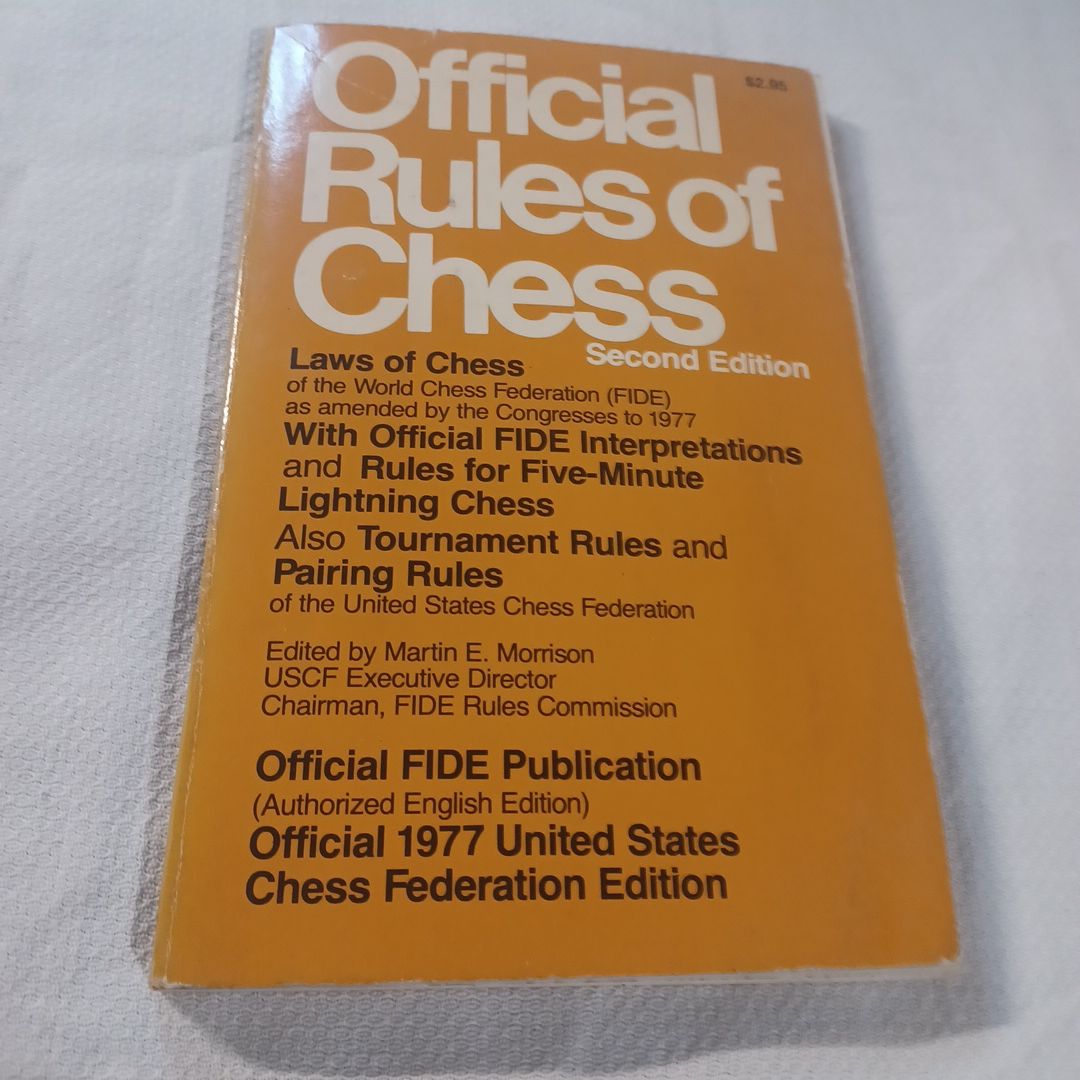 $2.95
Official
Rules of
Chess
Second Edition
Laws of Chess
of the World Chess Federation (FIDE)
as amended by the Congresses to 1977
With Official FIDE Interpretations
and Rules for Five-Minute
Lightning Chess
Also Tournament Rules and
Pairing Rules
of the United States Chess Federation
Edited by Martin E. Morrison
USCF Executive Director
Chairman, FIDE Rules Commission
Official FIDE Publication
(Authorized English Edition)
Official 1977 United States
Chess Federation Edition